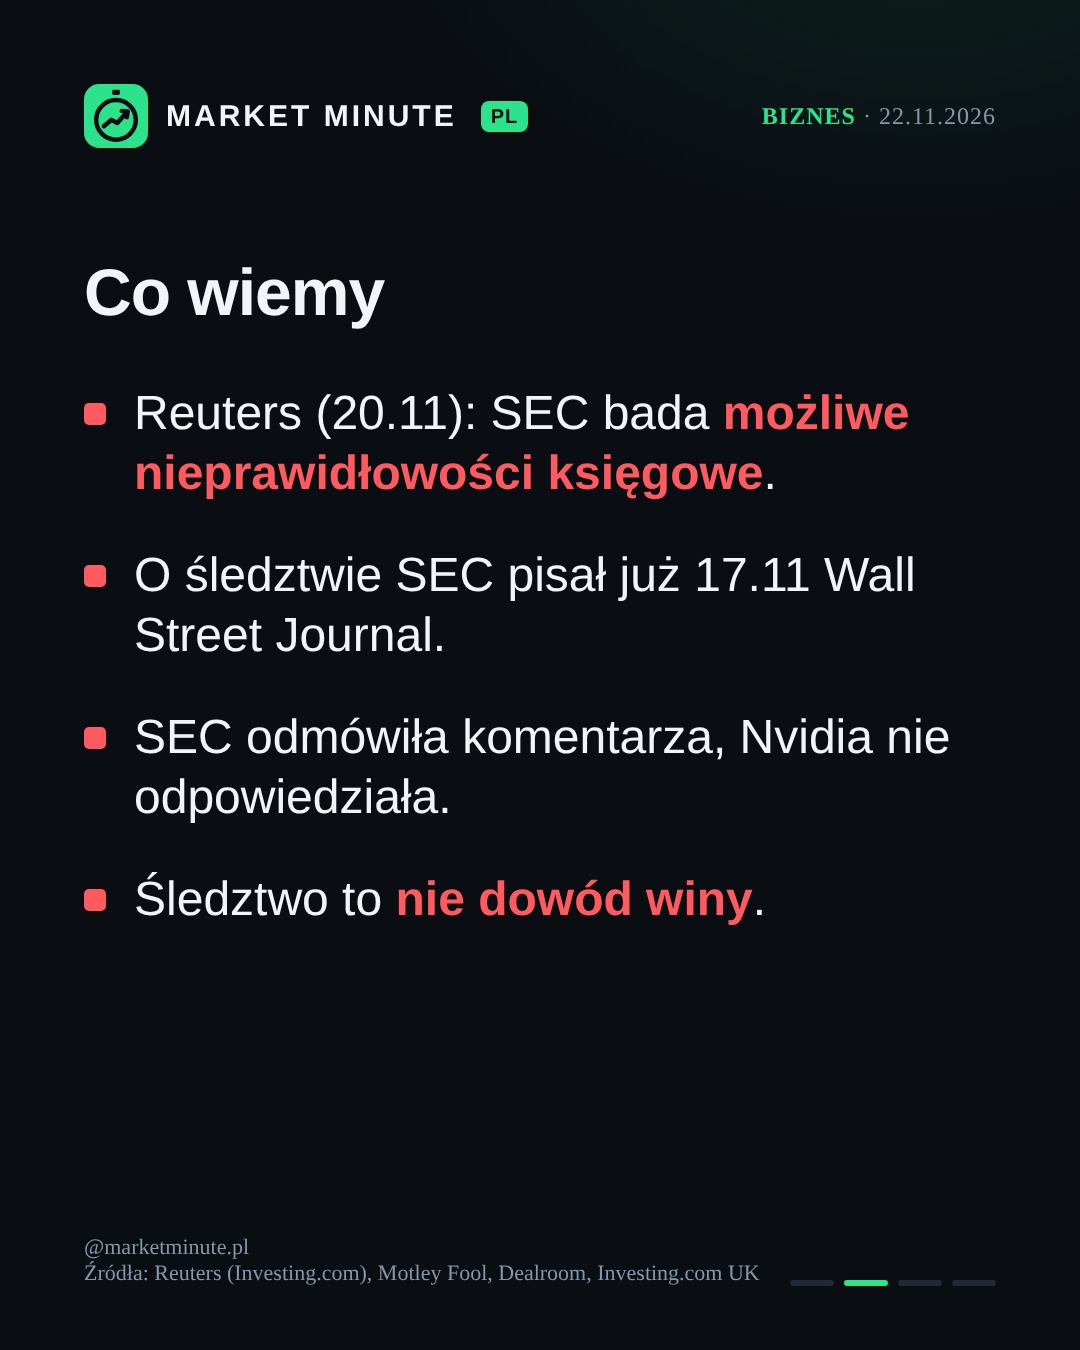 MARKET MINUTE PL
BIZNES · 22.11.2026
Co wiemy
Reuters (20.11): SEC bada możliwe
nieprawidłowości księgowe.
O śledztwie SEC pisał już 17.11 Wall
Street Journal.
SEC odmówiła komentarza, Nvidia nie
odpowiedziała.
Śledztwo to nie dowód winy.
@marketminute.pl
Źródła: Reuters (Investing.com), Motley Fool, Dealroom, Investing.com UK